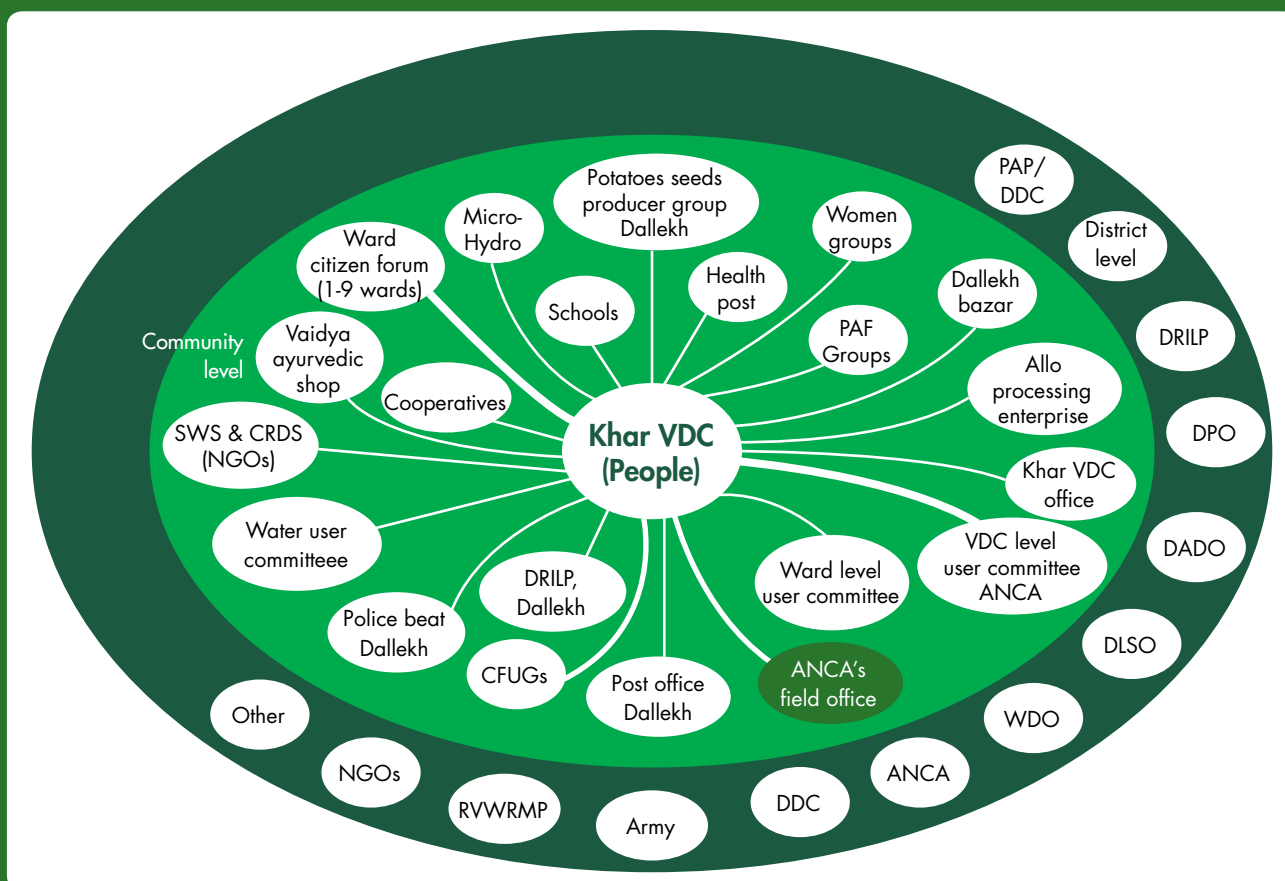 PAP/
DDC
District
level
DRILP
DPO
DADO
DLSO
WDO
ANCA
DDC
Army
RVWRMP
NGOs
Other
Community
level
Ward
citizen forum
(1-9 wards)
Micro-
Hydro
Potatoes seeds
producer group
Dallekh
Women
groups
Schools
Health
post
Dallekh
bazar
PAF
Groups
Vaidya
ayurvedic
shop
Cooperatives
Allo
processing
enterprise
SWS & CRDS
(NGOs)
Khar VDC
(People)
Khar VDC
office
Water user
committeee
VDC level
user committee
ANCA
Ward level
user committee
DRILP,
Dallekh
Police beat
Dallekh
CFUGs
Post office
Dallekh
ANCA's
field office